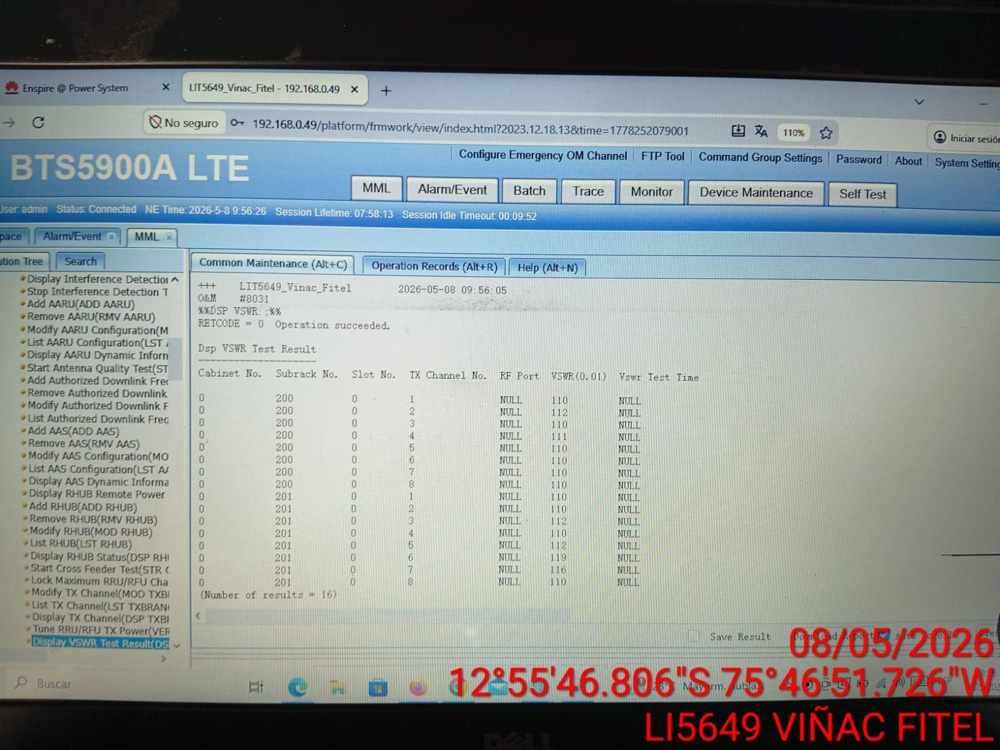 Enspire @ Power System
LIT5649_Vinac_Fitel - 192.168.0.49
No seguro
192.168.0.49/platform/frmwork/view/index.html?2023.12.18.13&time=1778252079001
110%
Iniciar sesión
BTS5900A LTE
Configure Emergency OM Channel FTP Tool Command Group Settings Password About System Setting
MML Alarm/Event Batch Trace Monitor Device Maintenance Self Test
User: admin Status: Connected NE Time: 2026-5-8 9:56:26 Session Lifetime: 07:58:13 Session Idle Timeout: 00:09:52
pace Alarm/Event MML
ation Tree Search
Common Maintenance (Alt+C) Operation Records (Alt+R) Help (Alt+N)
Display Interference Detection
Stop Interference Detection T
Add AARU(ADD AARU)
Remove AARU(RMV AARU)
Modify AARU Configuration(M
List AARU Configuration(LST A
Display AARU Dynamic Inform
Start Antenna Quality Test(ST
Add Authorized Downlink Fred
Remove Authorized Downlink
Modify Authorized Downlink F
List Authorized Downlink Freq
Add AAS(ADD AAS)
Remove AAS(RMV AAS)
Modify AAS Configuration(MO
List AAS Configuration(LST AA
Display AAS Dynamic Informa
Display RHUB Remote Power
Add RHUB(ADD RHUB)
Remove RHUB(RMV RHUB)
Modify RHUB(MOD RHUB)
List RHUB(LST RHUB)
Display RHUB Status(DSP RHU
Start Cross Feeder Test(STR C
Lock Maximum RRU/RFU Cha
Modify TX Channel(MOD TXBI
List TX Channel(LST TXBRAN
Display TX Channel(DSP TXBF
Tune RRU/RFU TX Power(VER
Display VSWR Test Result(DS
+++ LIT5649_Vinac_Fitel 2026-05-08 09:56:05
O&M #8031
%%DSP VSWR:;%%
RETCODE = 0 Operation succeeded.
Dsp VSWR Test Result
--------------------
Cabinet No. Subrack No. Slot No. TX Channel No. RF Port VSWR(0.01) Vswr Test Time
0 200 0 1 NULL 110 NULL
0 200 0 2 NULL 112 NULL
0 200 0 3 NULL 110 NULL
0 200 0 4 NULL 111 NULL
0 200 0 5 NULL 110 NULL
0 200 0 6 NULL 110 NULL
0 200 0 7 NULL 110 NULL
0 200 0 8 NULL 110 NULL
0 201 0 1 NULL 110 NULL
0 201 0 2 NULL 110 NULL
0 201 0 3 NULL 112 NULL
0 201 0 4 NULL 110 NULL
0 201 0 5 NULL 112 NULL
0 201 0 6 NULL 119 NULL
0 201 0 7 NULL 116 NULL
0 201 0 8 NULL 110 NULL
(Number of results = 16)
Save Result
Buscar
08/05/2026
12°55'46.806"S 75°46'51.726"W
LI5649 VIÑAC FITEL
DELL